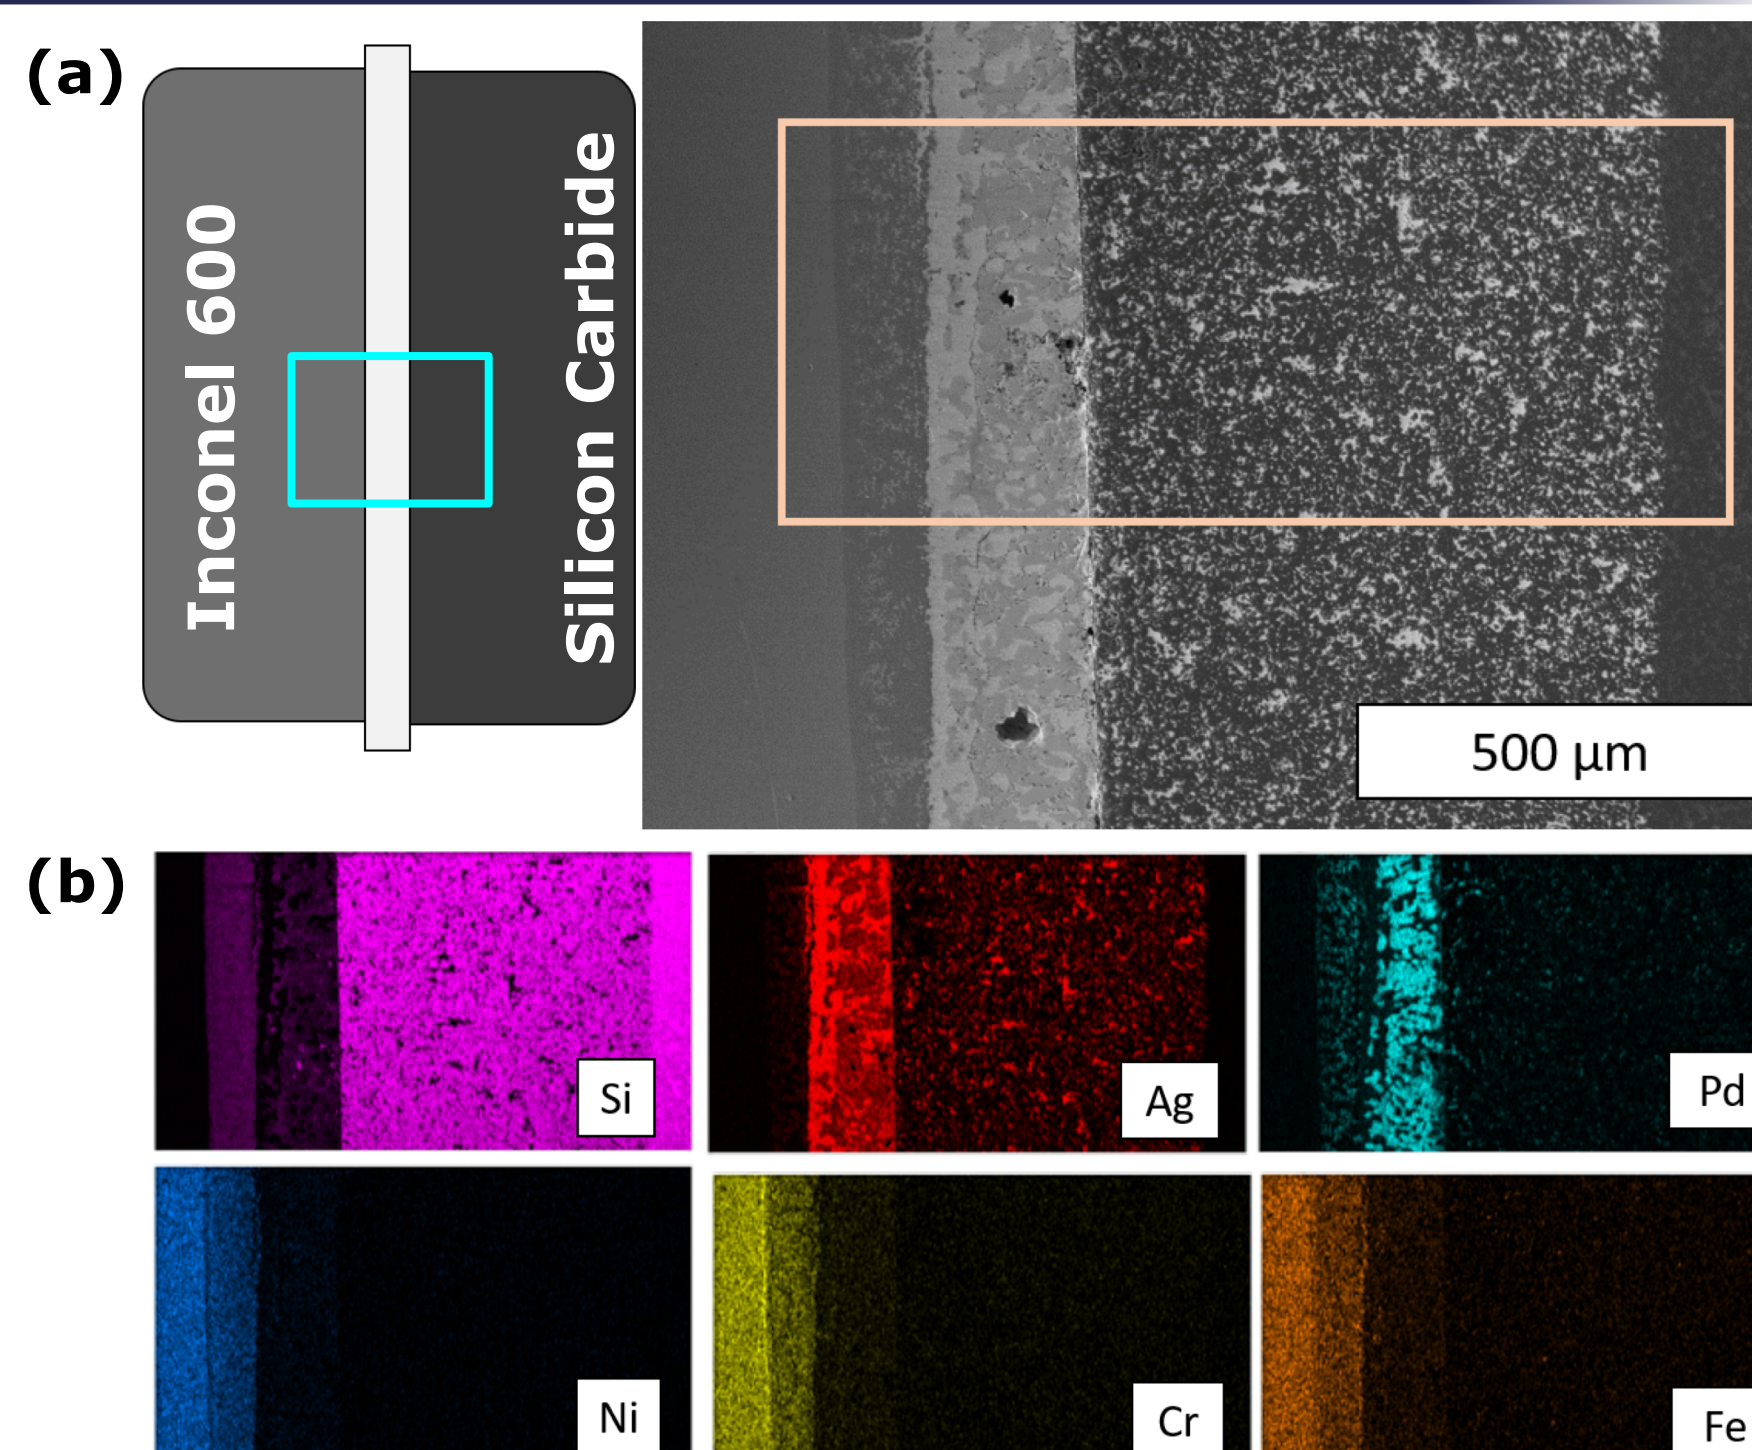 (a)
Inconel 600
Silicon Carbide
500 µm
(b)
Si
Ag
Pd
Ni
Cr
Fe